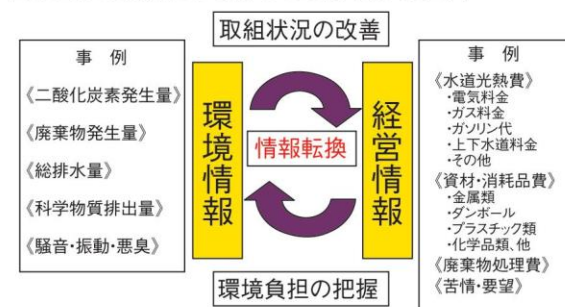 取組状況の改善
事 例
《二酸化炭素発生量》
《廃棄物発生量》
《総排水量》
《科学物質排出量》
《騒音・振動・悪臭》
環境情報
情報転換
経営情報
事 例
《水道光熱費》
・電気料金
・ガス料金
・ガソリン代
・上下水道料金
・その他
《資材・消耗品費》
・金属類
・ダンボール
・プラスチック類
・化学品類、他
《廃棄物処理費》
《苦情・要望》
環境負担の把握